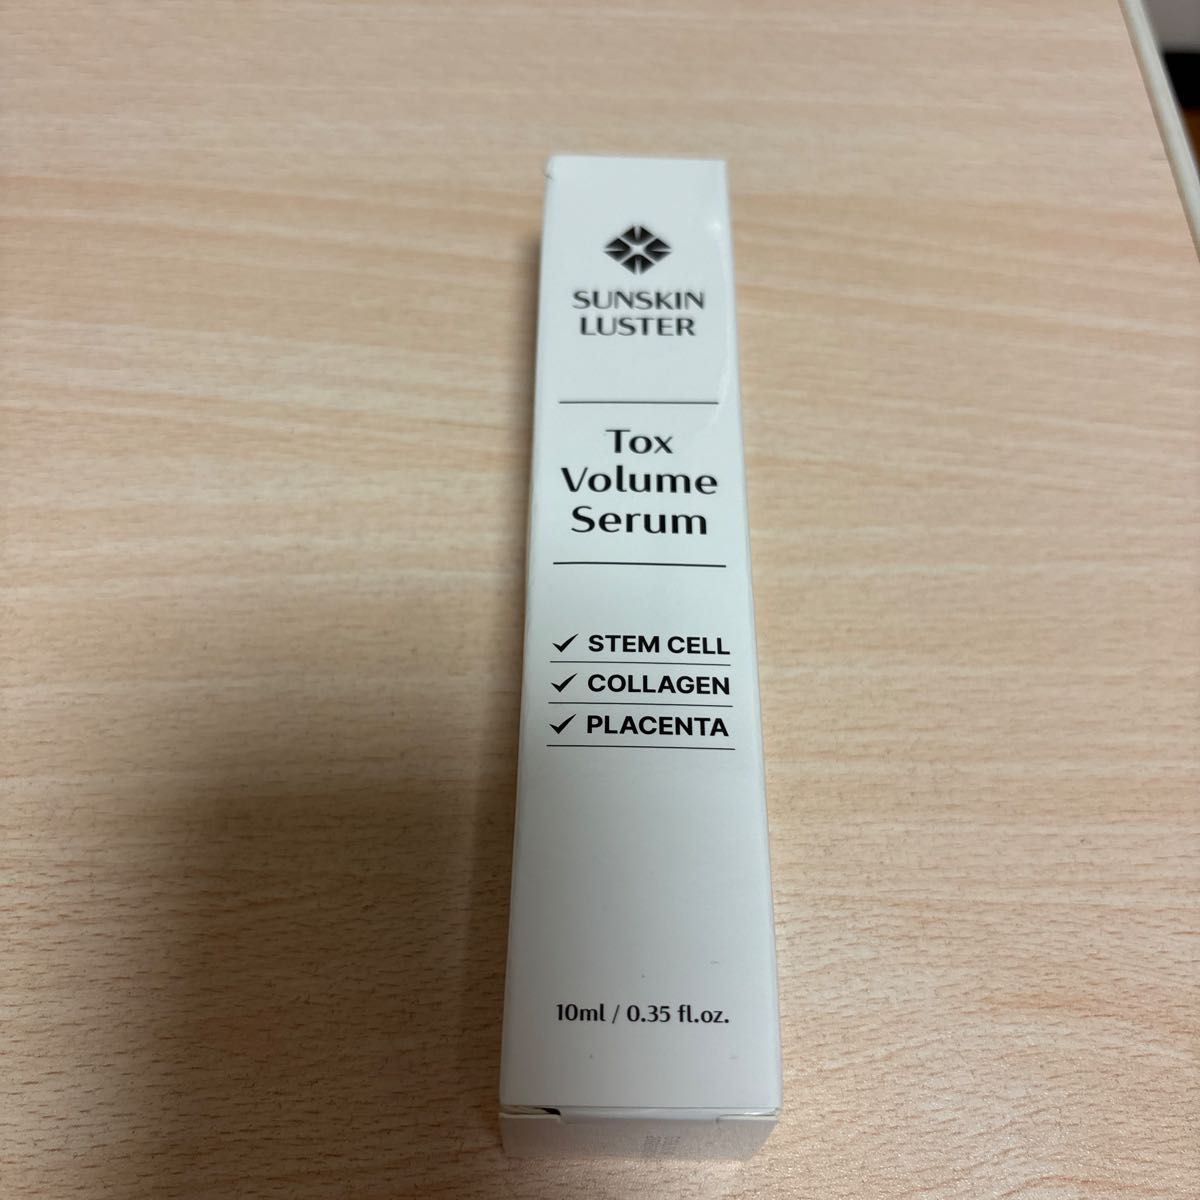 SUNSKIN
LUSTER
Tox
Volume
Serum
✓ STEM CELL
✓ COLLAGEN
✓ PLACENTA
10ml / 0.35 fl.oz.